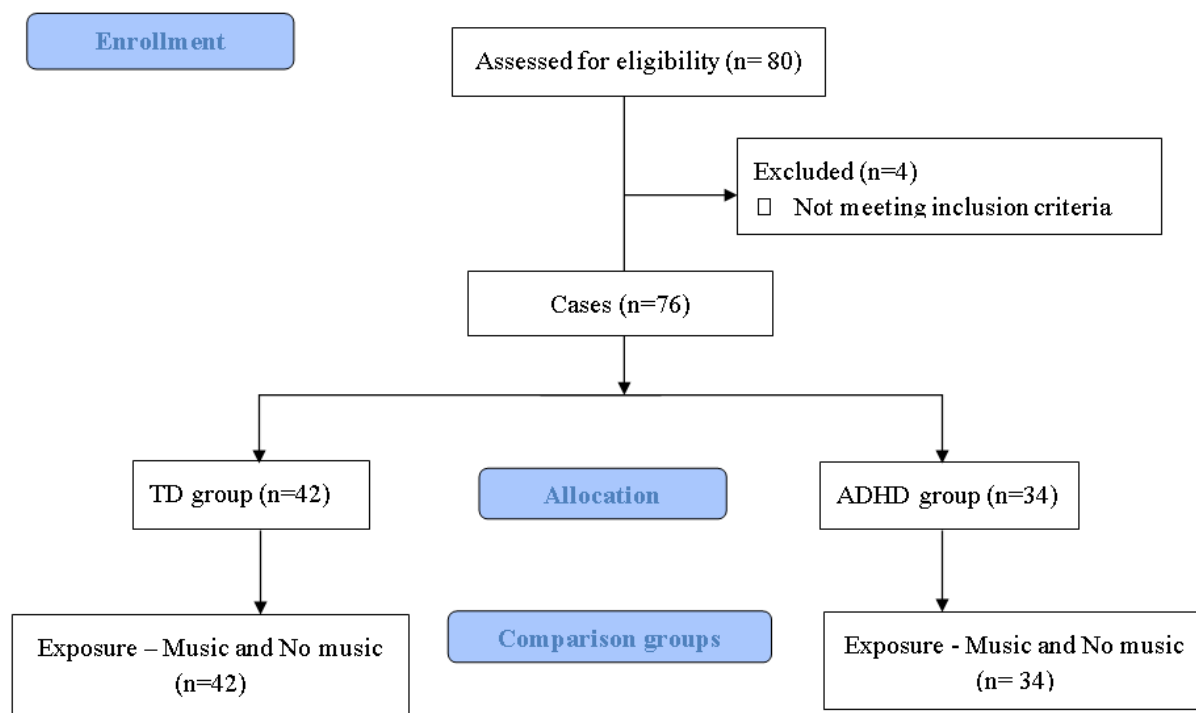 Enrollment
Assessed for eligibility (n= 80)
Excluded (n=4)
□ Not meeting inclusion criteria
Cases (n=76)
TD group (n=42)
Allocation
ADHD group (n=34)
Exposure – Music and No music
(n=42)
Comparison groups
Exposure - Music and No music
(n= 34)